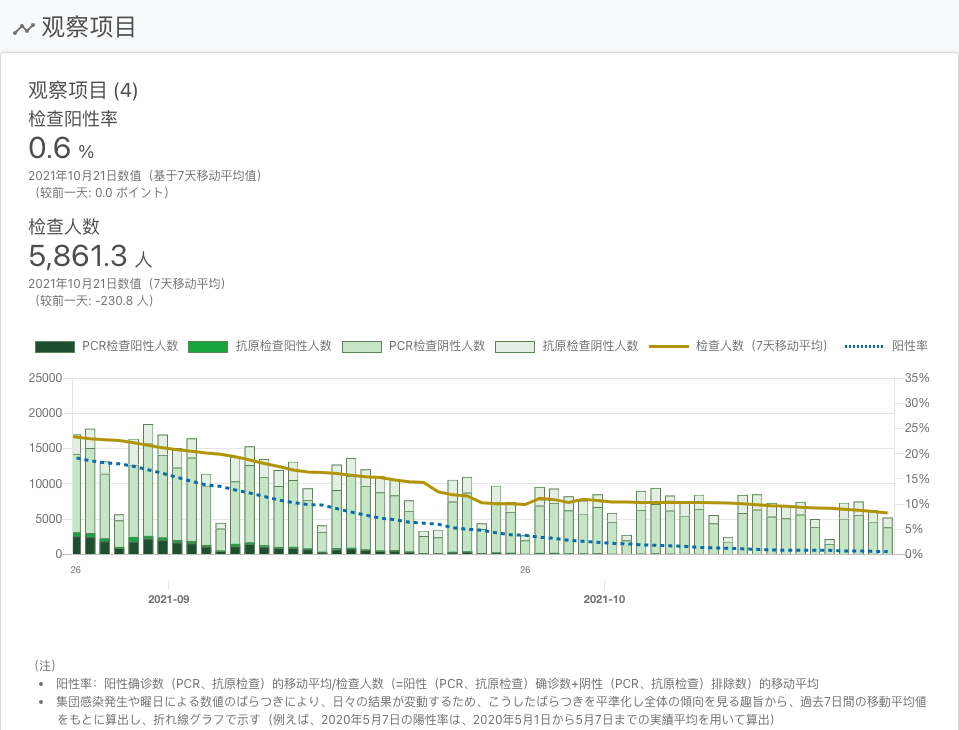 观察项目
观察项目 (4)
检查阳性率
0.6 %
2021年10月21日数值（基于7天移动平均值）
（较前一天: 0.0 ポイント）
检查人数
5,861.3 人
2021年10月21日数值（7天移动平均）
（较前一天: -230.8 人）
PCR检查阳性人数 抗原检查阳性人数 PCR检查阴性人数 抗原检查阴性人数 检查人数（7天移动平均） 阳性率
25000 35%
30%
20000
25%
15000 20%
15%
10000
10%
5000
5%
0 0%
26 26
2021-09 2021-10
（注）
• 阳性率：阳性确诊数（PCR、抗原检查）的移动平均/检查人数（=阳性（PCR、抗原检查）确诊数+阴性（PCR、抗原检查）排除数）的移动平均
• 集団感染発生や曜日による数値のばらつきにより、日々の結果が変動するため、こうしたばらつきを平準化し全体の傾向を見る趣旨から、過去7日間の移動平均値
をもとに算出し、折れ線グラフで示す（例えば、2020年5月7日の陽性率は、2020年5月1日から5月7日までの実績平均を用いて算出）